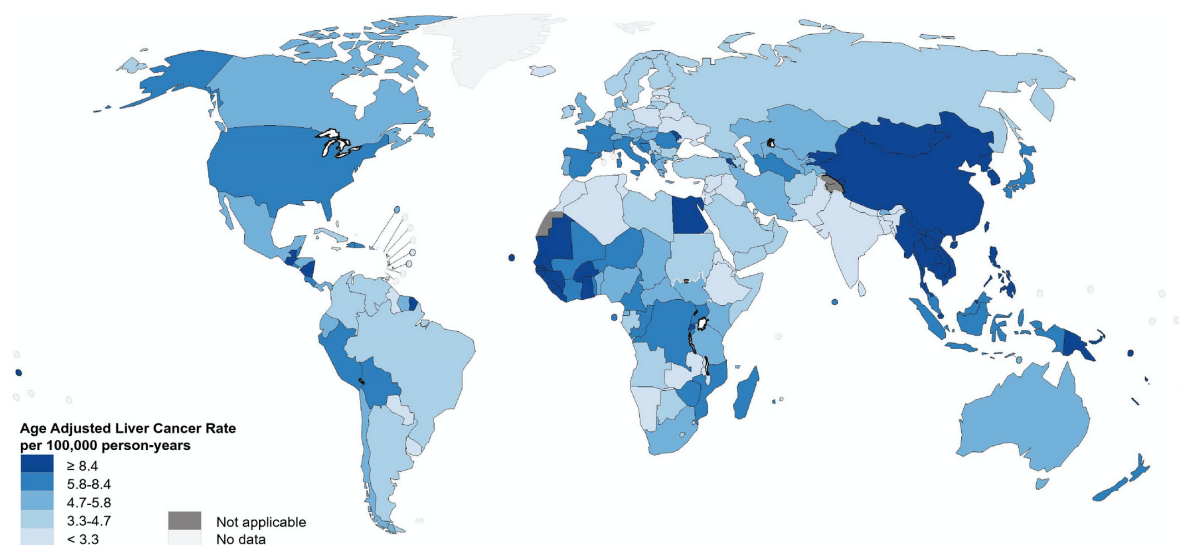 Age Adjusted Liver Cancer Rate
per 100,000 person-years
≥ 8.4
5.8-8.4
4.7-5.8
3.3-4.7
< 3.3
Not applicable
No data